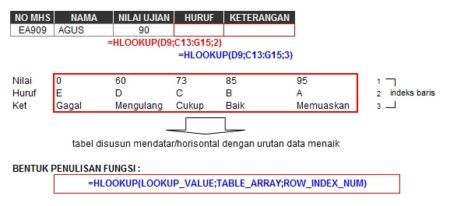 NO MHS NAMA NILAI UJIAN HURUF KETERANGAN
EA909 AGUS 90
=HLOOKUP(D9;C13:G15;2)
=HLOOKUP(D9;C13:G15;3)
Nilai 0 60 73 85 95 1
Huruf E D C B A 2 indeks baris
Ket Gagal Mengulang Cukup Baik Memuaskan 3
tabel disusun mendatar/horisontal dengan urutan data menaik
BENTUK PENULISAN FUNGSI :
=HLOOKUP(LOOKUP_VALUE;TABLE_ARRAY;ROW_INDEX_NUM)